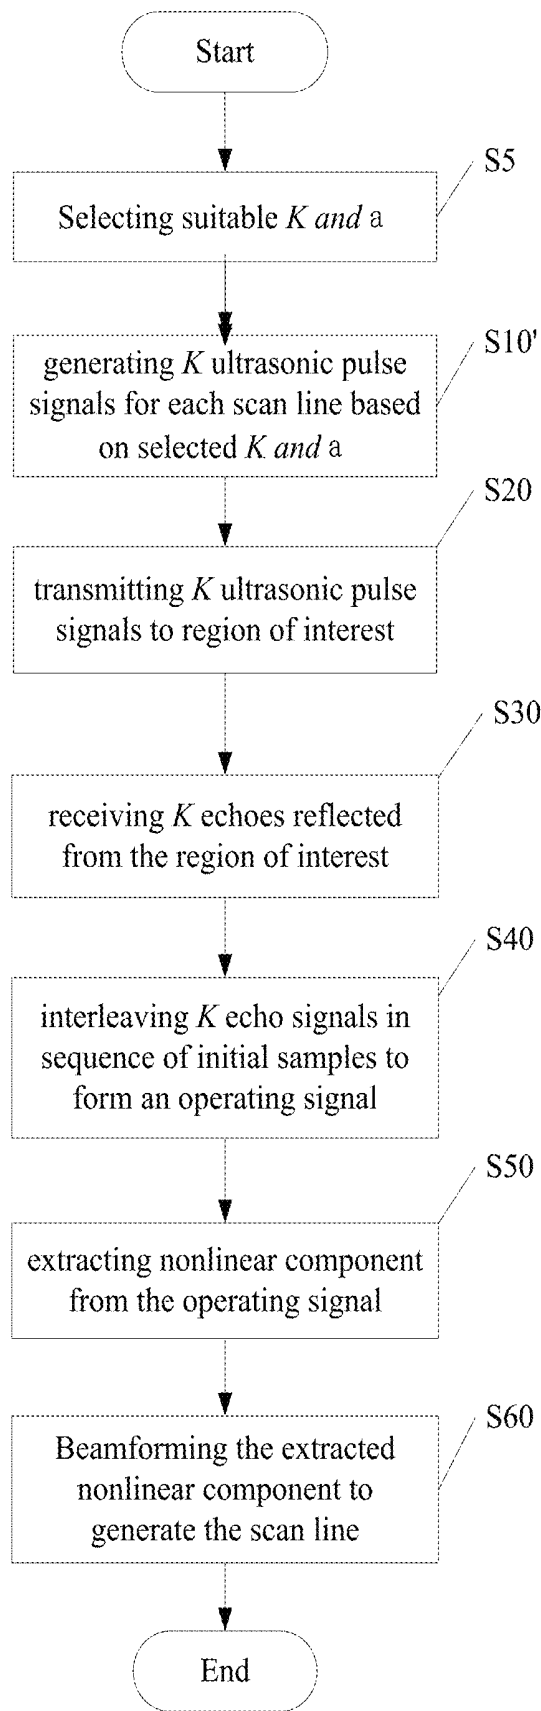 Start
S5
Selecting suitable K and a
S10'
generating K ultrasonic pulse
signals for each scan line based
on selected K and a
S20
transmitting K ultrasonic pulse
signals to region of interest
S30
receiving K echoes reflected
from the region of interest
S40
interleaving K echo signals in
sequence of initial samples to
form an operating signal
S50
extracting nonlinear component
from the operating signal
S60
Beamforming the extracted
nonlinear component to
generate the scan line
End